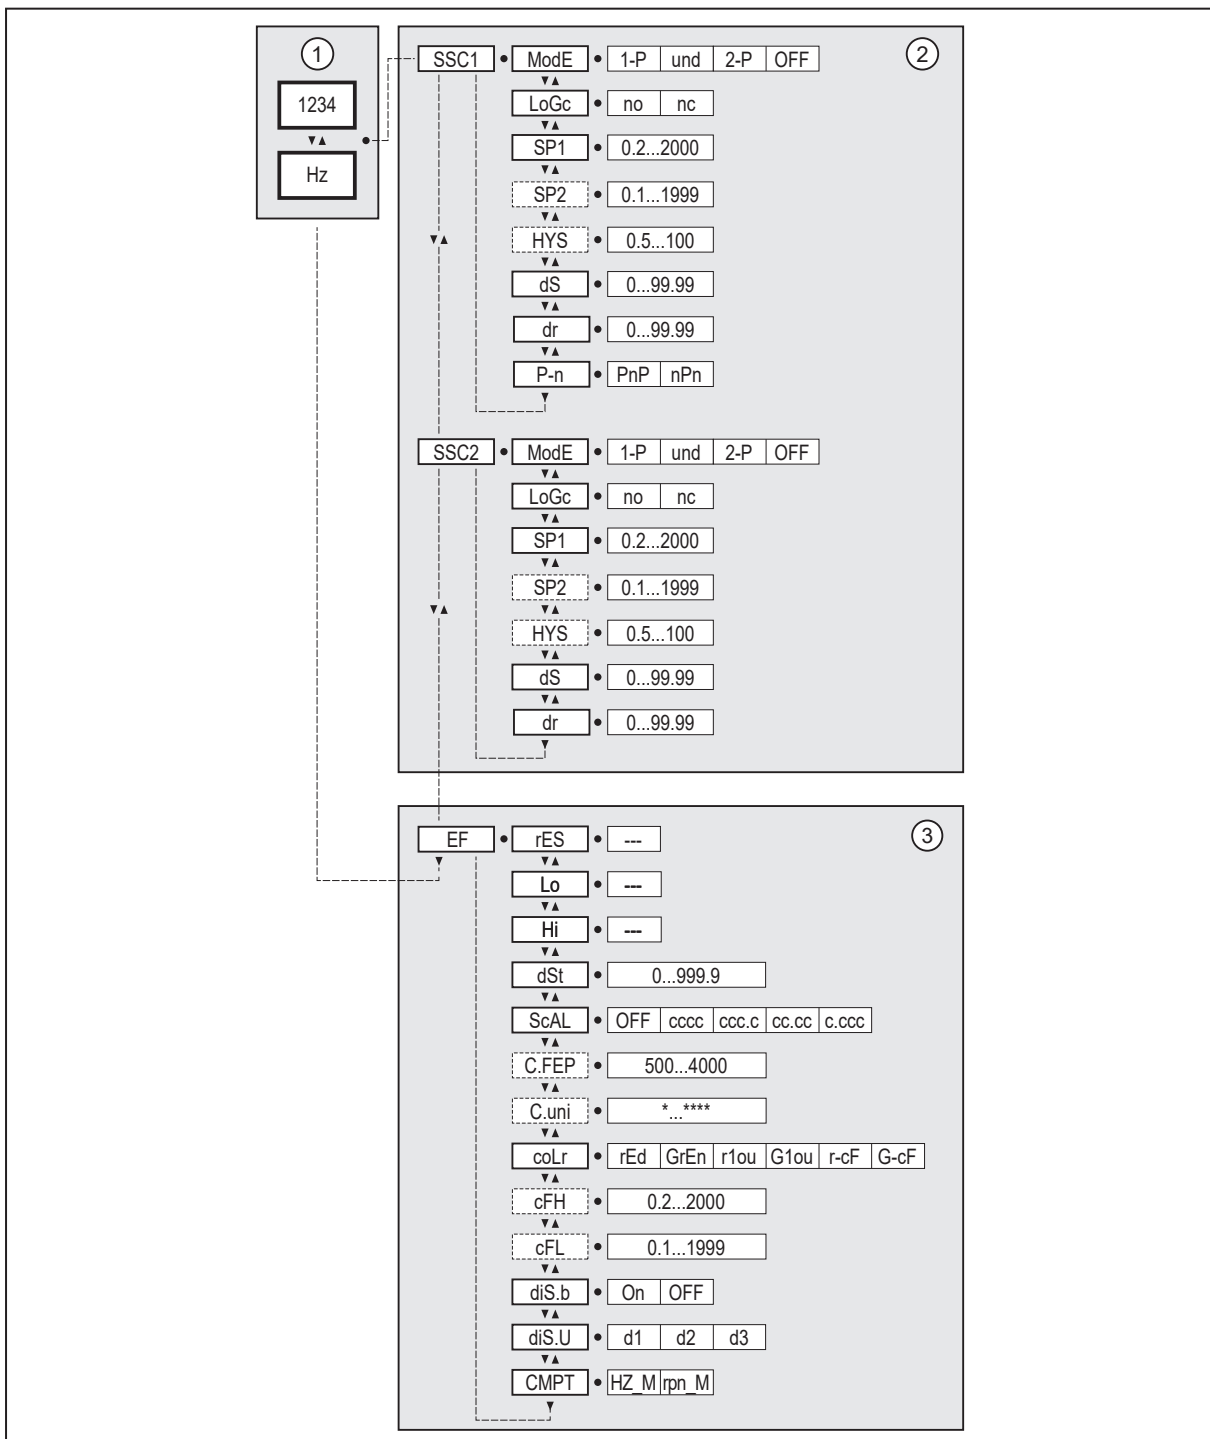 1
1234
Hz
2
SSC1 ModE 1-P und 2-P OFF
LoGc no nc
SP1 0.2...2000
SP2 0.1...1999
HYS 0.5...100
dS 0...99.99
dr 0...99.99
P-n PnP nPn
SSC2 ModE 1-P und 2-P OFF
LoGc no nc
SP1 0.2...2000
SP2 0.1...1999
HYS 0.5...100
dS 0...99.99
dr 0...99.99
3
EF rES ---
Lo ---
Hi ---
dSt 0...999.9
ScAL OFF cccc ccc.c cc.cc c.ccc
C.FEP 500...4000
C.uni *...****
coLr rEd GrEn r1ou G1ou r-cF G-cF
cFH 0.2...2000
cFL 0.1...1999
diS.b On OFF
diS.U d1 d2 d3
CMPT HZ_M rpn_M